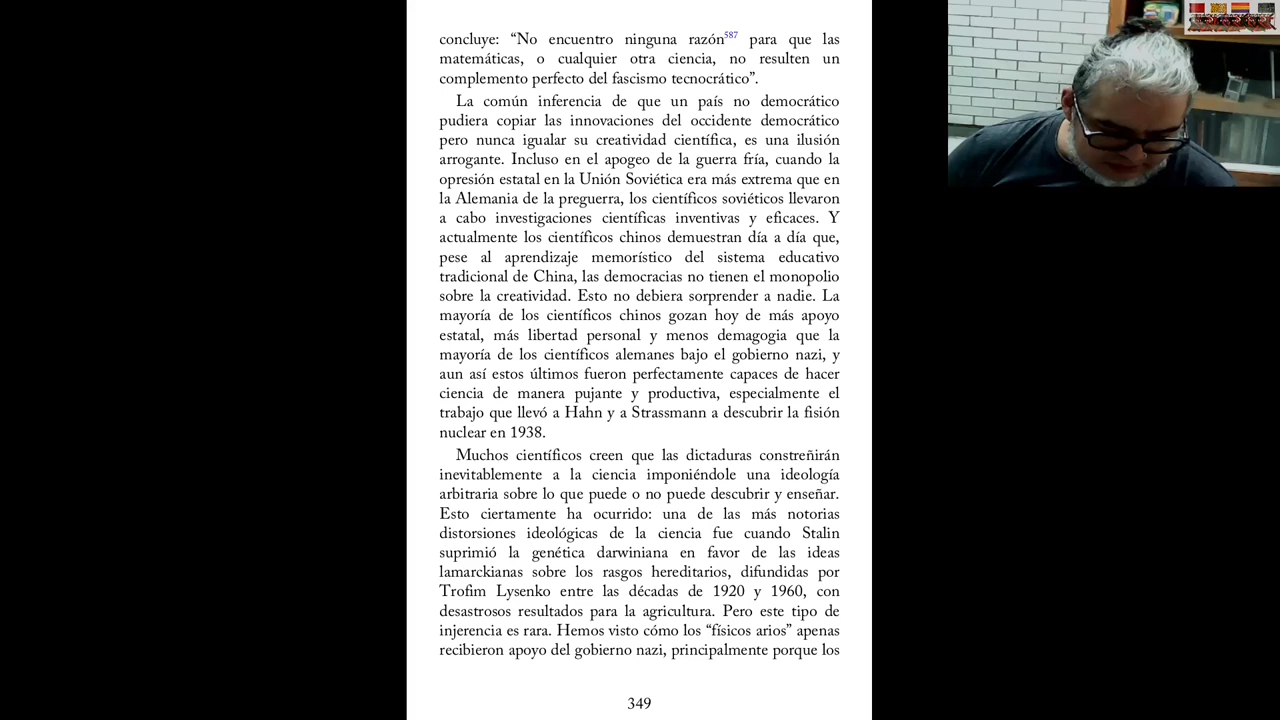 concluye: “No encuentro ninguna razón587 para que las
matemáticas, o cualquier otra ciencia, no resulten un
complemento perfecto del fascismo tecnocrático”.
La común inferencia de que un país no democrático
pudiera copiar las innovaciones del occidente democrático
pero nunca igualar su creatividad científica, es una ilusión
arrogante. Incluso en el apogeo de la guerra fría, cuando la
opresión estatal en la Unión Soviética era más extrema que en
la Alemania de la preguerra, los científicos soviéticos llevaron
a cabo investigaciones científicas inventivas y eficaces. Y
actualmente los científicos chinos demuestran día a día que,
pese al aprendizaje memorístico del sistema educativo
tradicional de China, las democracias no tienen el monopolio
sobre la creatividad. Esto no debiera sorprender a nadie. La
mayoría de los científicos chinos gozan hoy de más apoyo
estatal, más libertad personal y menos demagogia que la
mayoría de los científicos alemanes bajo el gobierno nazi, y
aun así estos últimos fueron perfectamente capaces de hacer
ciencia de manera pujante y productiva, especialmente el
trabajo que llevó a Hahn y a Strassmann a descubrir la fisión
nuclear en 1938.
Muchos científicos creen que las dictaduras constreñirán
inevitablemente a la ciencia imponiéndole una ideología
arbitraria sobre lo que puede o no puede descubrir y enseñar.
Esto ciertamente ha ocurrido: una de las más notorias
distorsiones ideológicas de la ciencia fue cuando Stalin
suprimió la genética darwiniana en favor de las ideas
lamarckianas sobre los rasgos hereditarios, difundidas por
Trofim Lysenko entre las décadas de 1920 y 1960, con
desastrosos resultados para la agricultura. Pero este tipo de
injerencia es rara. Hemos visto cómo los “físicos arios” apenas
recibieron apoyo del gobierno nazi, principalmente porque los
349